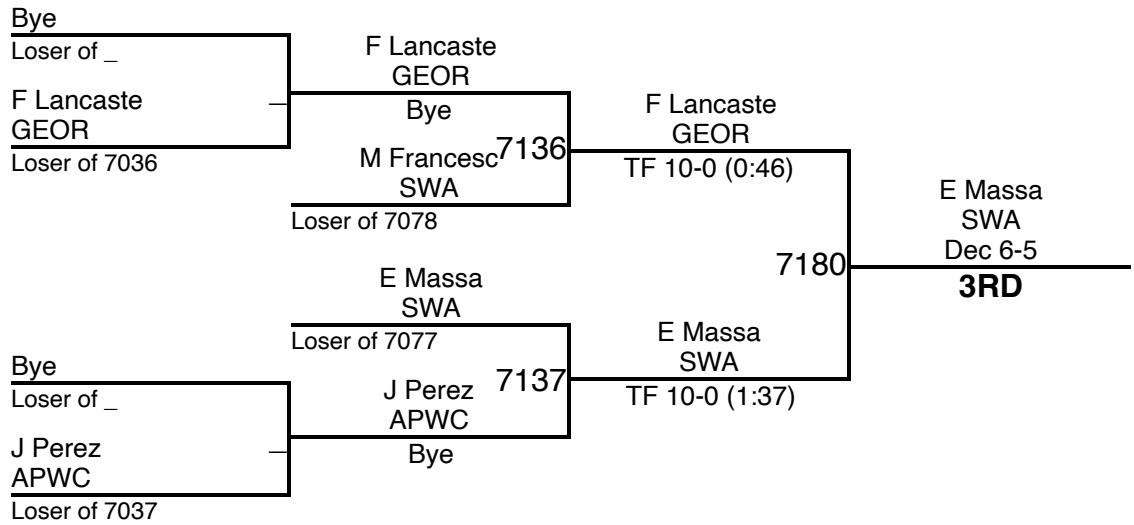 Bye
Loser of _
F Lancaste
GEOR
_
Loser of 7036
F Lancaste
GEOR
Bye
M Francesc
SWA
Loser of 7078
7136
F Lancaste
GEOR
TF 10-0 (0:46)
E Massa
SWA
Loser of 7077
Bye
Loser of _
J Perez
APWC
_
Loser of 7037
J Perez
APWC
Bye
7137
E Massa
SWA
TF 10-0 (1:37)
7180
E Massa
SWA
Dec 6-5
3RD